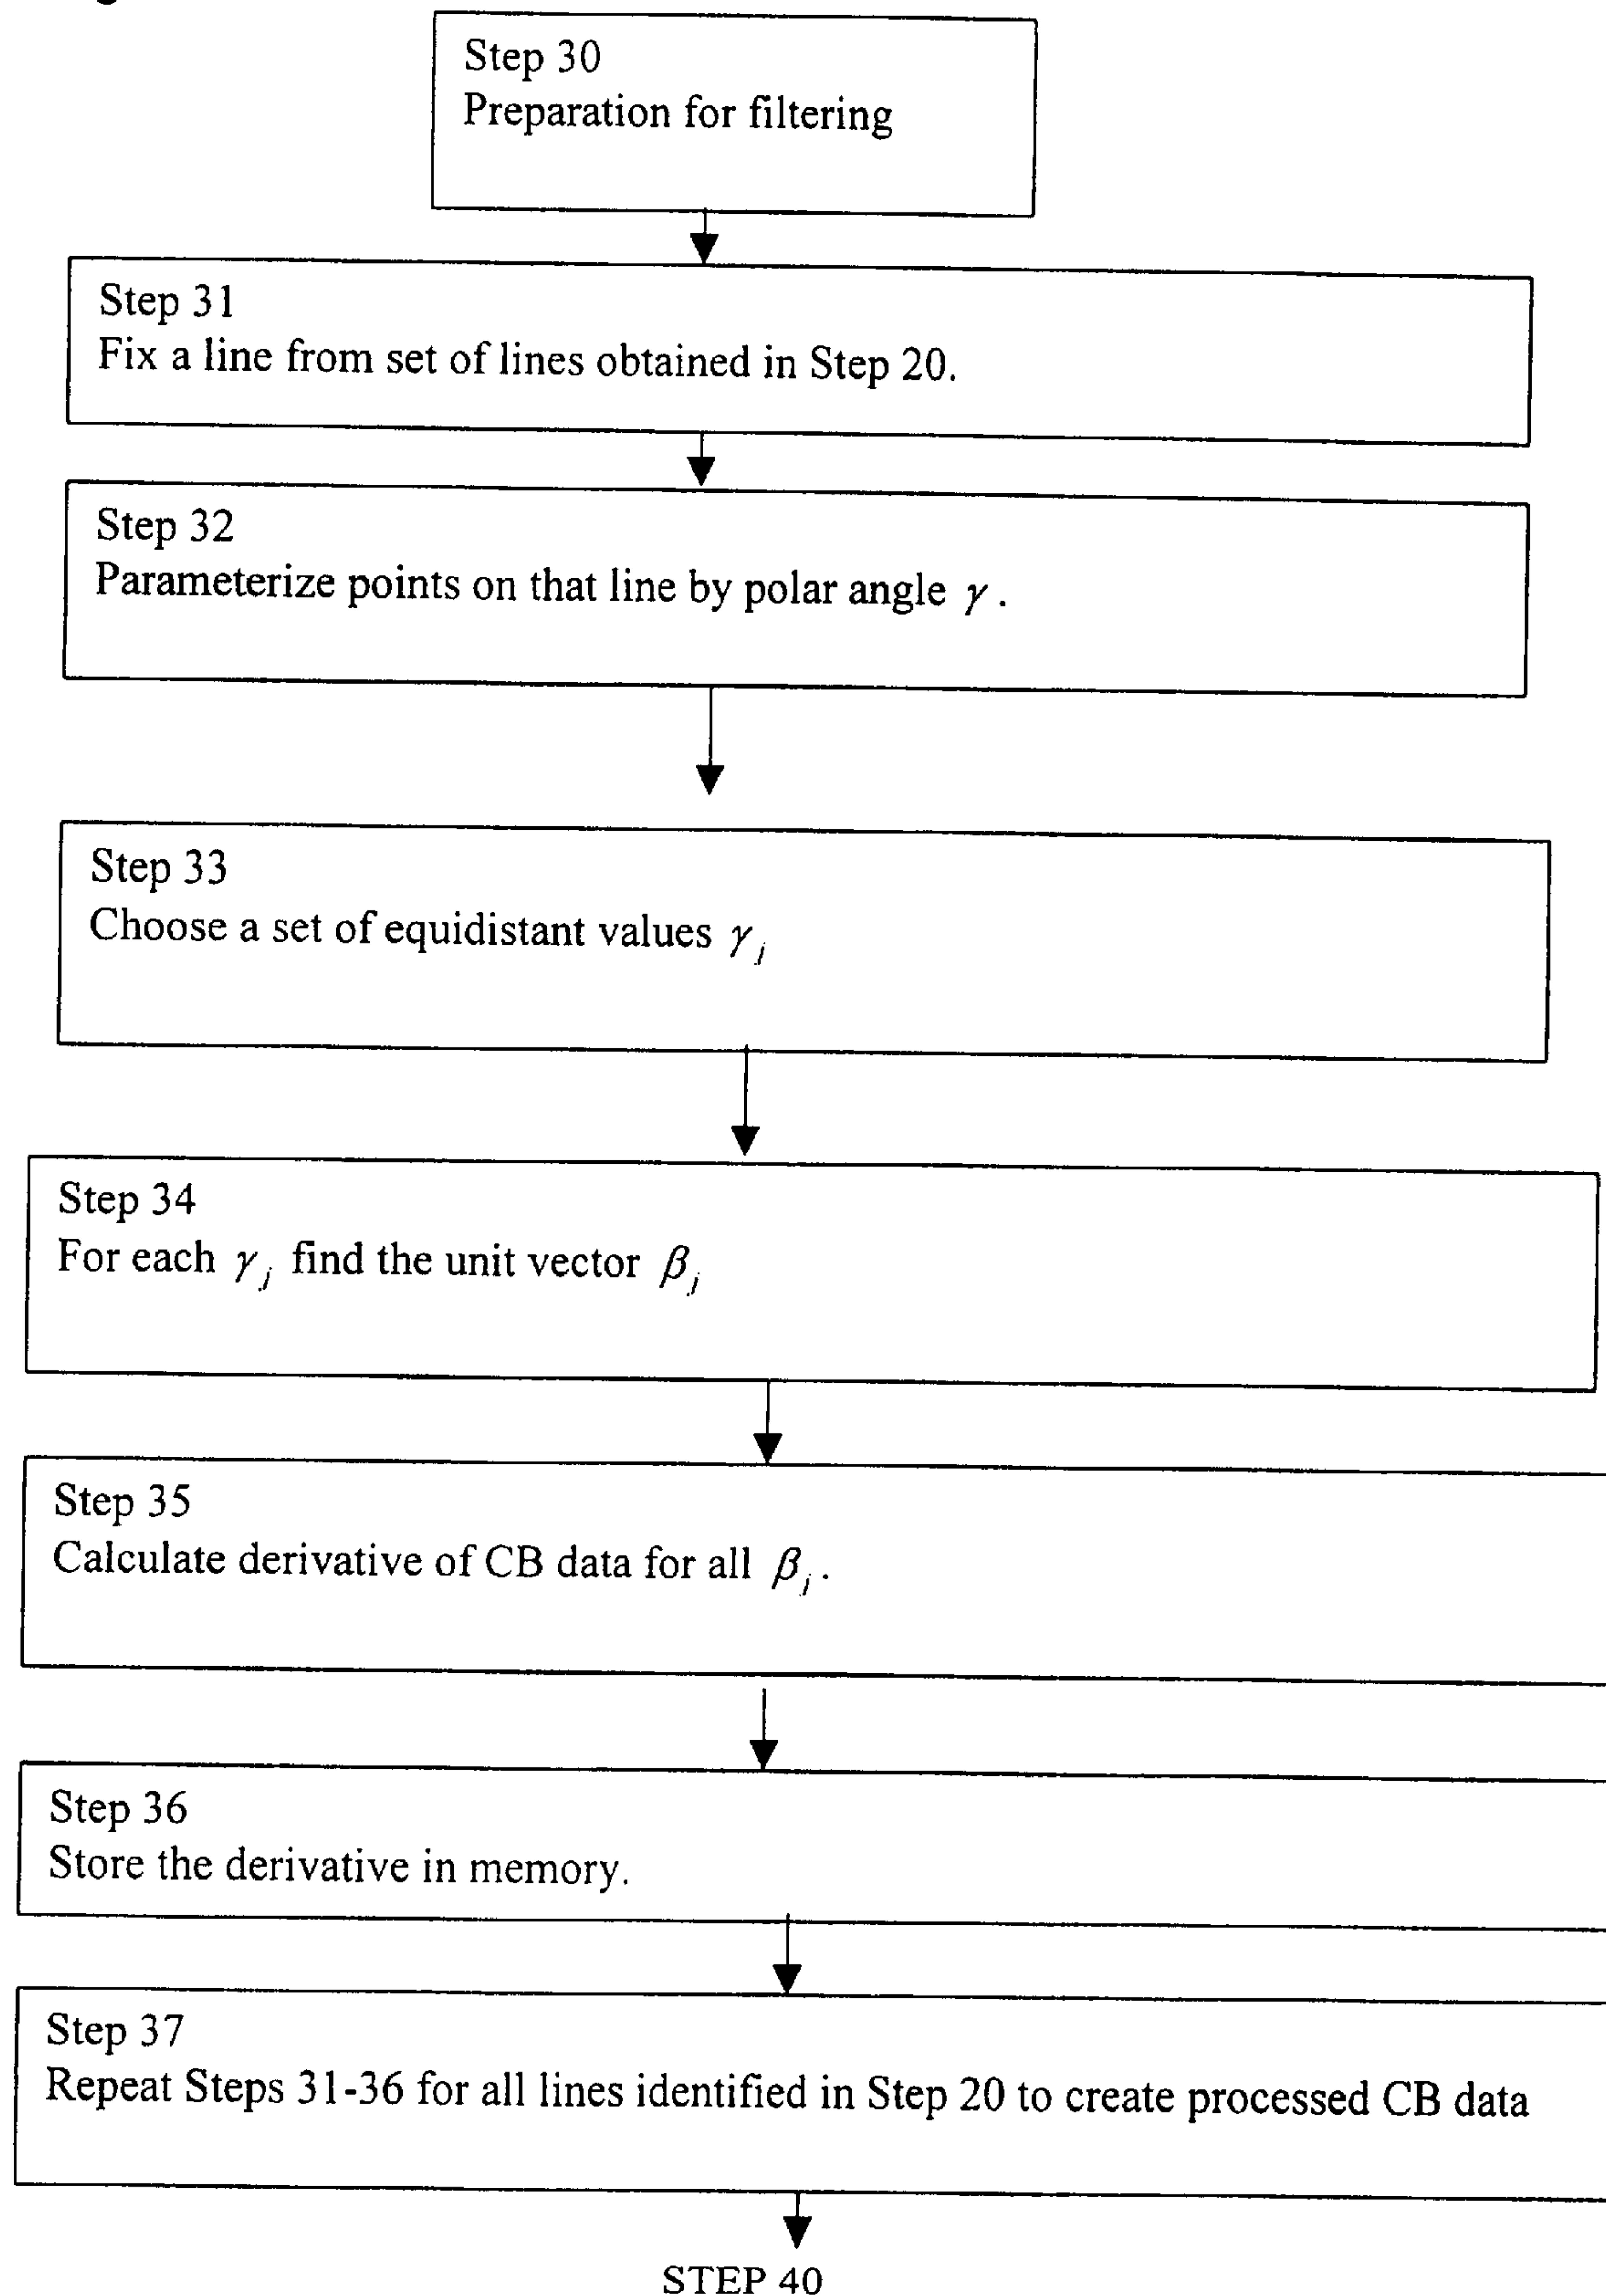 Step 30
Preparation for filtering
Step 31
Fix a line from set of lines obtained in Step 20.
Step 32
Parameterize points on that line by polar angle γ.
Step 33
Choose a set of equidistant values γ_j
Step 34
For each γ_j find the unit vector β_j
Step 35
Calculate derivative of CB data for all β_j.
Step 36
Store the derivative in memory.
Step 37
Repeat Steps 31-36 for all lines identified in Step 20 to create processed CB data
STEP 40